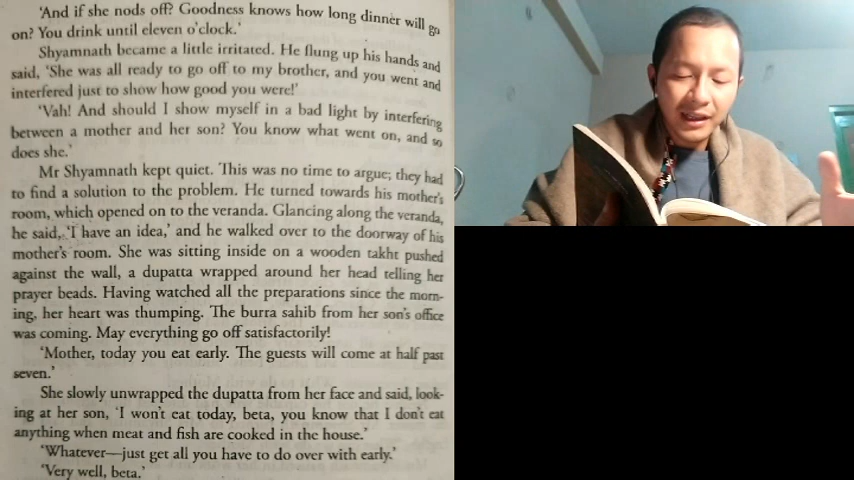 'And if she nods off? Goodness knows how long dinner will go
on? You drink until eleven o'clock.'
Shyamnath became a little irritated. He flung up his hands and
said, 'She was all ready to go off to my brother, and you went and
interfered just to show how good you were!'
'Vah! And should I show myself in a bad light by interfering
between a mother and her son? You know what went on, and so
does she.'
Mr Shyamnath kept quiet. This was no time to argue; they had
to find a solution to the problem. He turned towards his mother's
room, which opened on to the veranda. Glancing along the veranda,
he said, 'I have an idea,' and he walked over to the doorway of his
mother's room. She was sitting inside on a wooden takht pushed
against the wall, a dupatta wrapped around her head telling her
prayer beads. Having watched all the preparations since the morn-
ing, her heart was thumping. The burra sahib from her son's office
was coming. May everything go off satisfactorily!
'Mother, today you eat early. The guests will come at half past
seven.'
She slowly unwrapped the dupatta from her face and said, look-
ing at her son, 'I won't eat today, beta, you know that I don't eat
anything when meat and fish are cooked in the house.'
'Whatever—just get all you have to do over with early.'
'Very well, beta.'